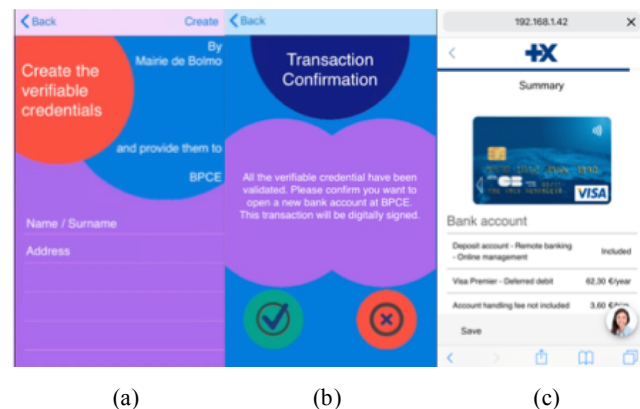 Back
Create
Create the
verifiable
credentials
By
Mairie de Bolmo
and provide them to
BPCE
Name / Surname
Address
Back
Transaction
Confirmation
All the verifiable credential have been
validated. Please confirm you want to
open a new bank account at BPCE.
This transaction will be digitally signed.
192.168.1.42
+X
Summary
VISA
Bank account
Deposit account - Remote banking
- Online management
Included
Visa Premier - Deferred debit
62,30 €/year
Account handling fee not included
3,60
Save
(a)
(b)
(c)